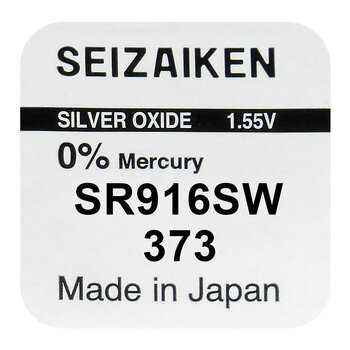 SEIZAIKEN
SILVER OXIDE 1.55V
0% Mercury
SR916SW
373
Made in Japan